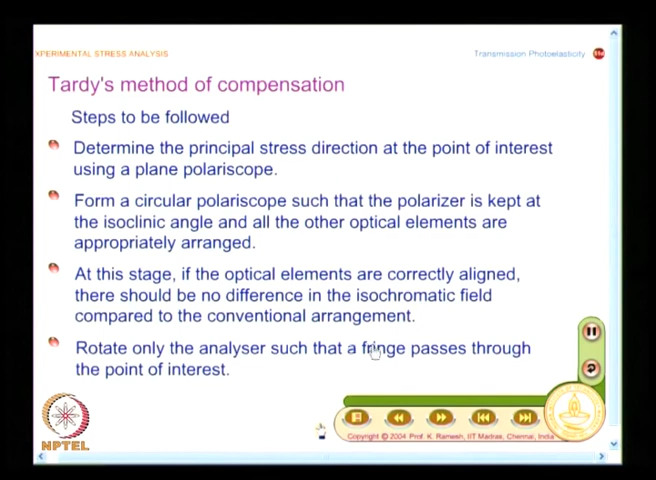 XPERIMENTAL STRESS ANALYSIS
Transmission Photoelasticity
Tardy's method of compensation
Steps to be followed
Determine the principal stress direction at the point of interest
using a plane polariscope.
Form a circular polariscope such that the polarizer is kept at
the isoclinic angle and all the other optical elements are
appropriately arranged.
At this stage, if the optical elements are correctly aligned,
there should be no difference in the isochromatic field
compared to the conventional arrangement.
Rotate only the analyser such that a fringe passes through
the point of interest.
NPTEL
Copyright © 2004 Prof. K. Ramesh, IIT Madras, Chennai, India